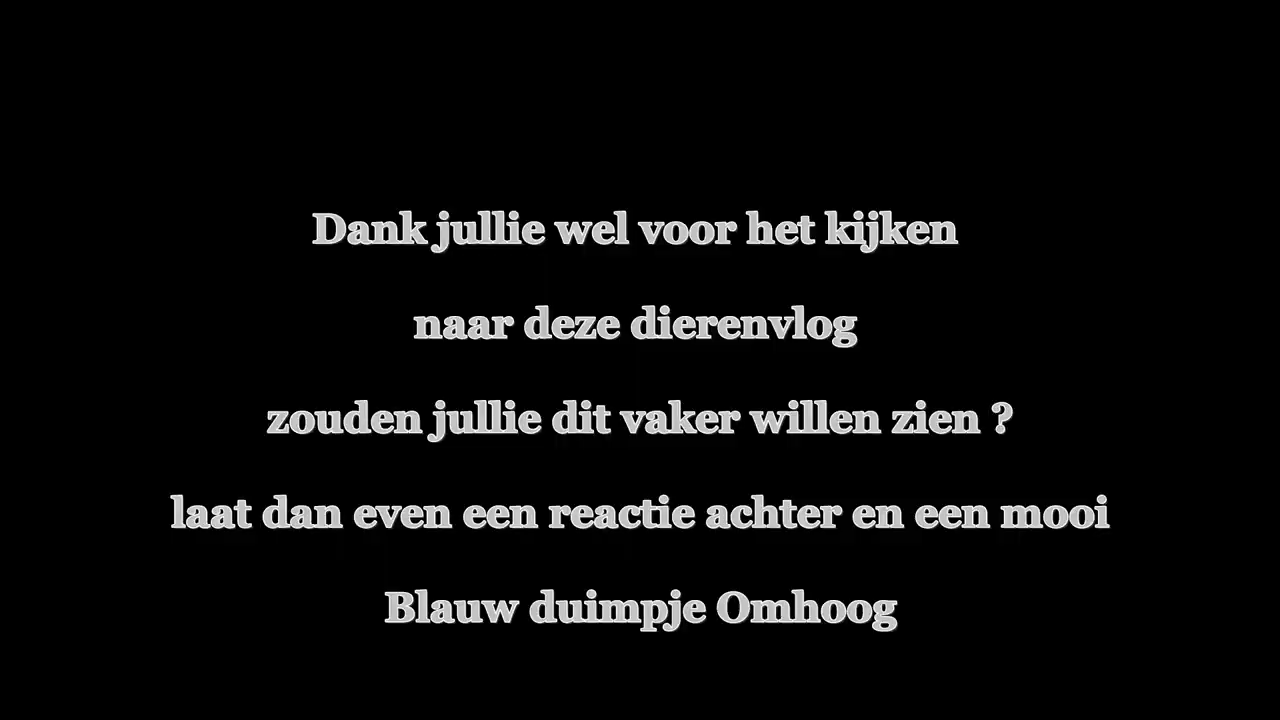 Dank jullie wel voor het kijken
naar deze dierenvlog
zouden jullie dit vaker willen zien ?
laat dan even een reactie achter en een mooi
Blauw duimpje Omhoog